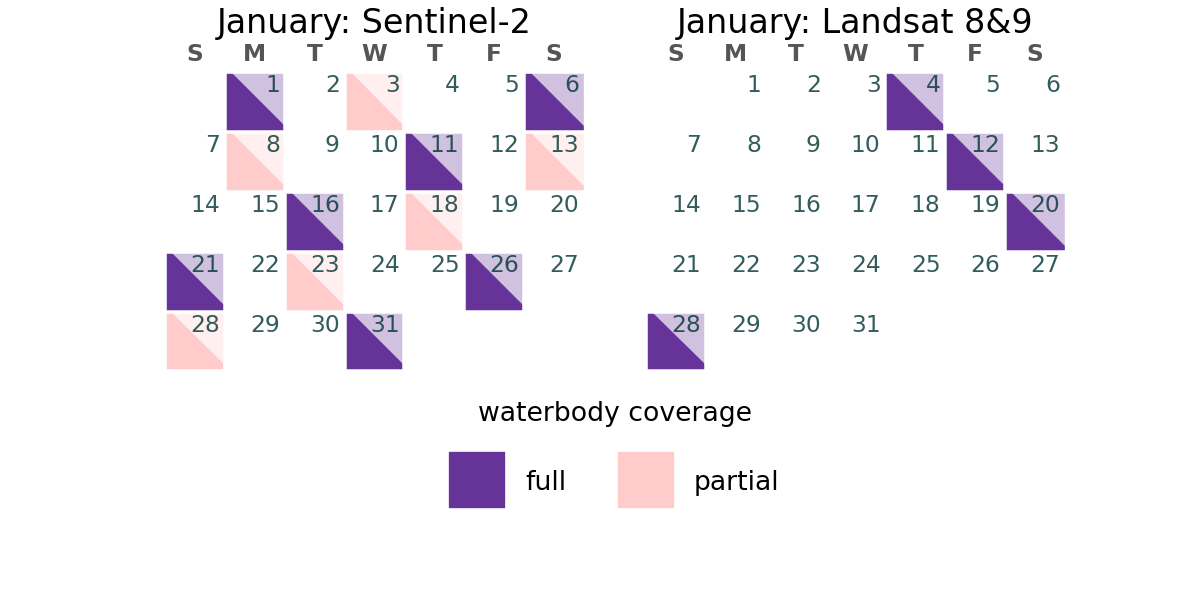 January: Sentinel-2
S M T W T F S
1 2 3 4 5 6
7 8 9 10 11 12 13
14 15 16 17 18 19 20
21 22 23 24 25 26 27
28 29 30 31
January: Landsat 8&9
S M T W T F S
1 2 3 4 5 6
7 8 9 10 11 12 13
14 15 16 17 18 19 20
21 22 23 24 25 26 27
28 29 30 31
waterbody coverage
full partial